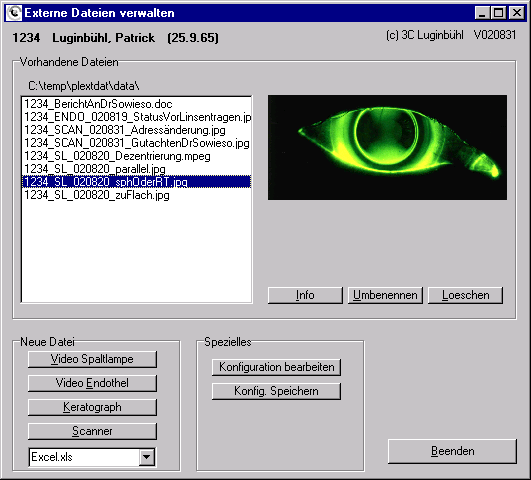 Externe Dateien verwalten
1234 Luginbühl, Patrick (25.9.65)
(c) 3C Luginbühl V020831
Vorhandene Dateien
C:\temp\plextdat\data\
1234_BerichtAnDrSowieso.doc
1234_ENDO_020819_StatusVorLinsentragen.jp
1234_SCAN_020831_Adressänderung.jpg
1234_SCAN_020831_GutachtenDrSowieso.jpg
1234_SL_020820_Dezentrierung.mpeg
1234_SL_020820_parallel.jpg
1234_SL_020820_sphOderRT.jpg
1234_SL_020820_zuFlach.jpg
Info
Umbenennen
Loeschen
Neue Datei
Video Spaltlampe
Video Endothel
Keratograph
Scanner
Excel.xls
Spezielles
Konfiguration bearbeiten
Konfig. Speichern
Beenden